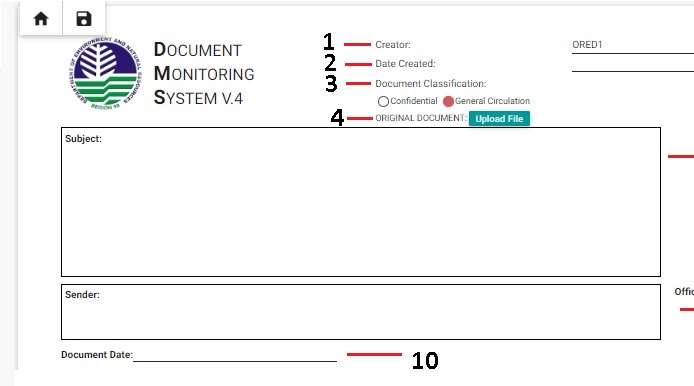 DEPARTMENT OF ENVIRONMENT AND NATURAL RESOURCES
REGION 10
DOCUMENT
MONITORING
SYSTEM V.4
1 Creator: ORED1
2 Date Created:
3 Document Classification:
Confidential General Circulation
4 ORIGINAL DOCUMENT: Upload File
Subject:
Sender:
Offic
Document Date: 10